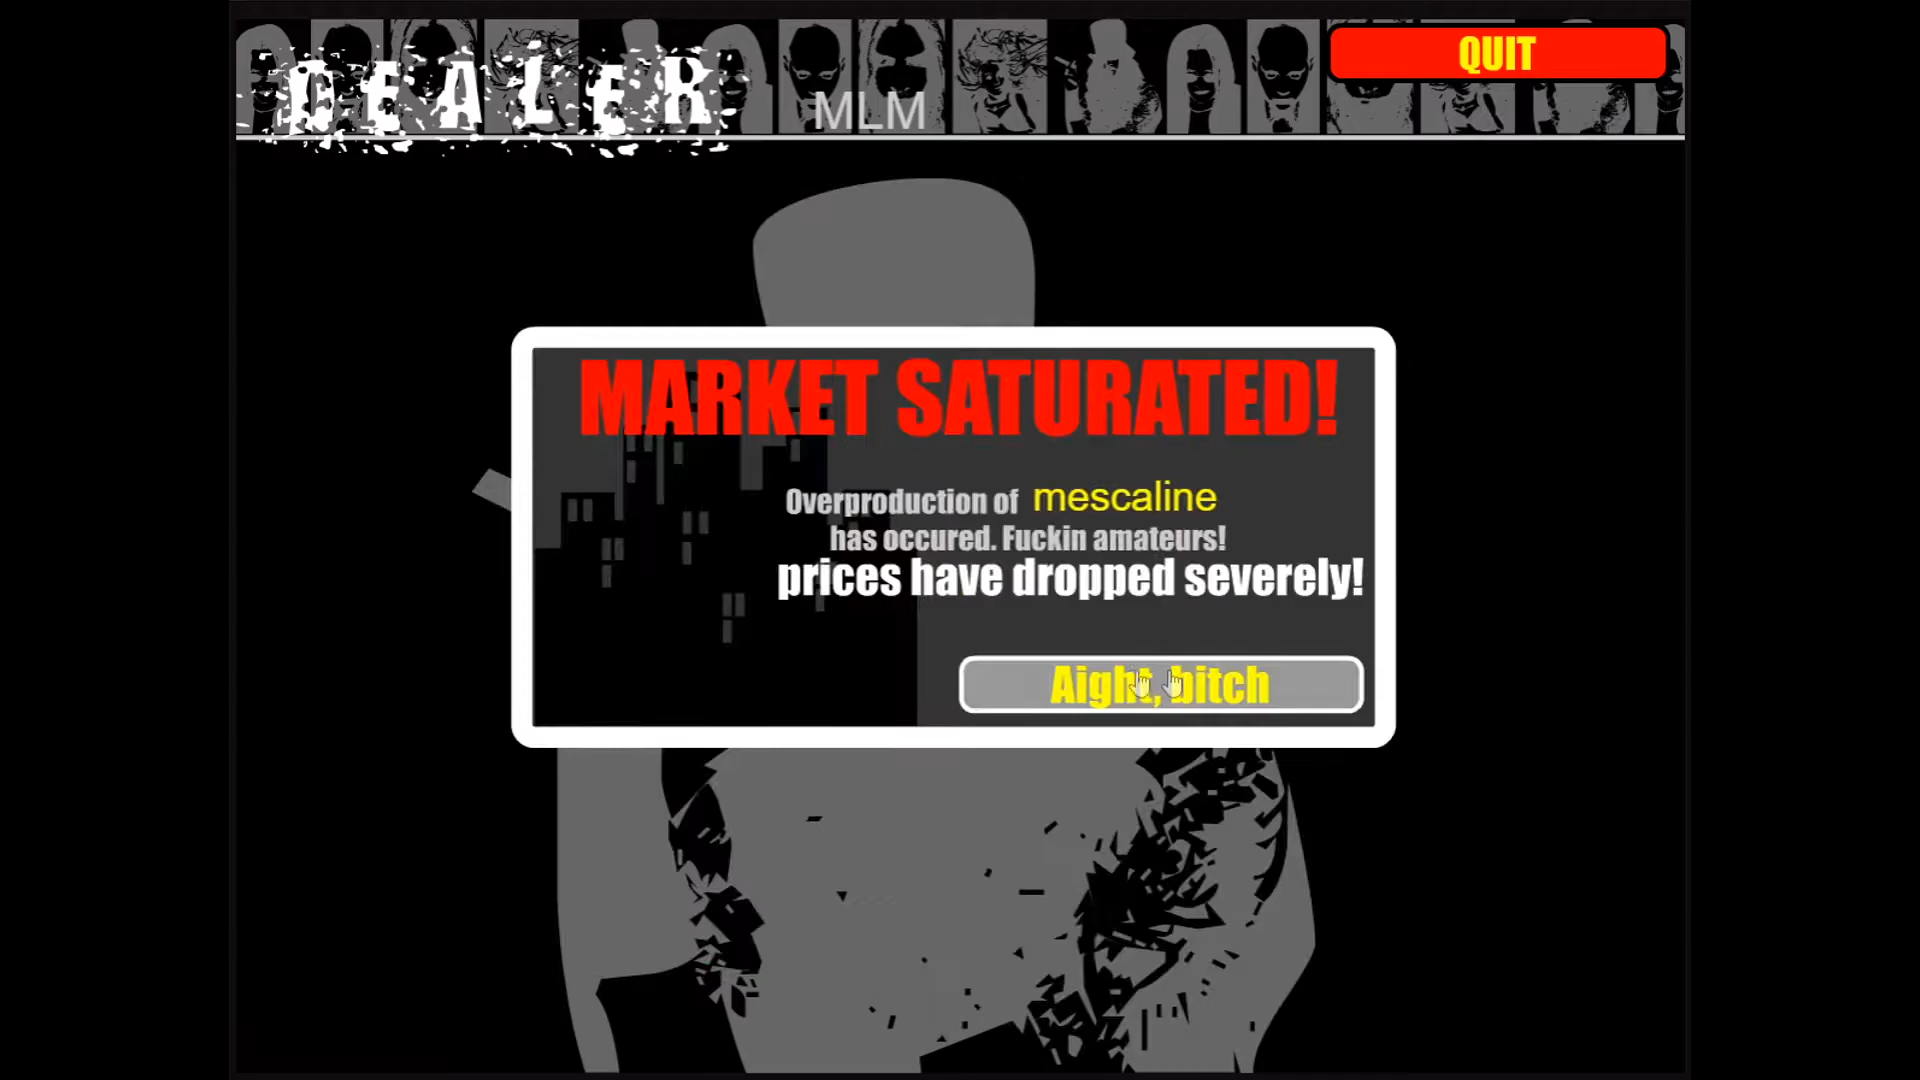 DEALER
MLM
QUIT
MARKET SATURATED!
Overproduction of mescaline
has occured. Fuckin amateurs!
prices have dropped severely!
Aight, bitch